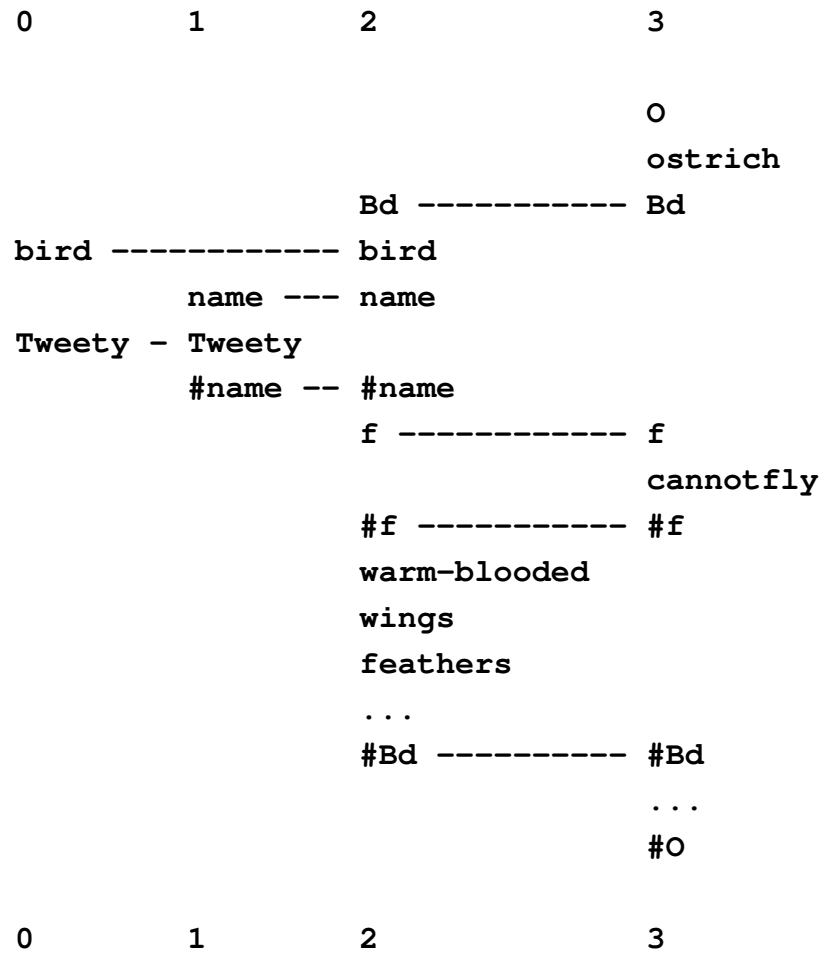 0 1 2 3
O
ostrich
Bd ----------- Bd
bird ------------ bird
name --- name
Tweety - Tweety
#name -- #name
f ------------ f
cannotfly
#f ----------- #f
warm-blooded
wings
feathers
...
#Bd ---------- #Bd
...
#O
0 1 2 3